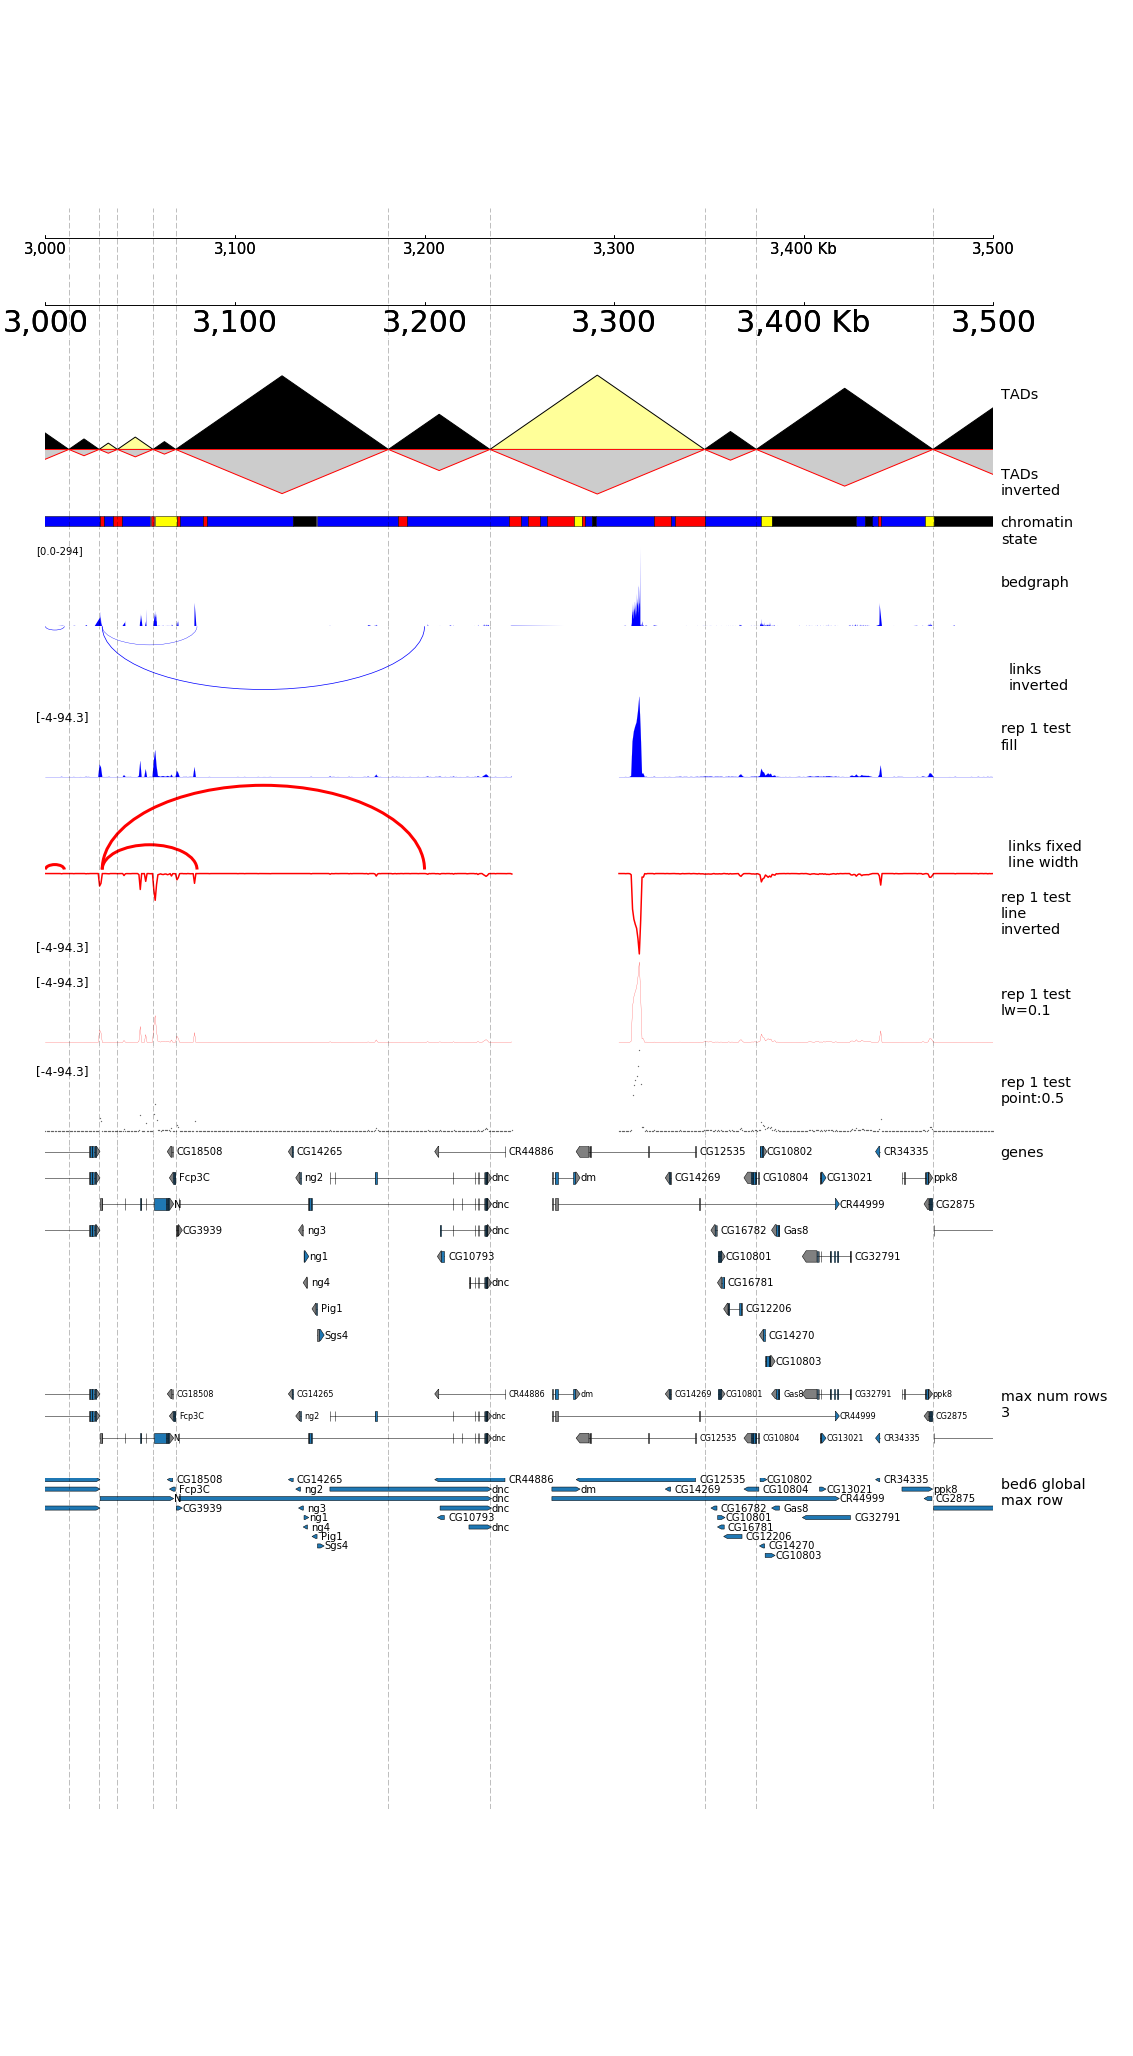 3,000 3,100 3,200 3,300 3,400 Kb 3,500
3,000 3,100 3,200 3,300 3,400 Kb 3,500
TADs
TADs
inverted
chromatin
state
[0.0-294]
bedgraph
links
inverted
[-4-94.3]
rep 1 test
fill
links fixed
line width
rep 1 test
line
inverted
[-4-94.3]
[-4-94.3]
rep 1 test
lw=0.1
[-4-94.3]
rep 1 test
point:0.5
CG18508 CG14265 CR44886 CG12535 CG10802 CR34335 genes
Fcp3C ng2 dnc dm CG14269 CG10804 CG13021 ppk8
N dnc CR44999 CG2875
CG3939 ng3 dnc CG16782 Gas8
ng1 CG10793 CG10801 CG32791
ng4 dnc CG16781
Pig1 CG12206
Sgs4 CG14270
CG10803
CG18508 CG14265 CR44886 dm CG14269 CG10801 Gas8 CG32791 ppk8 max num rows
Fcp3C ng2 dnc CR44999 CG2875 3
N dnc CG12535 CG10804 CG13021 CR34335
CG18508 CG14265 CR44886 CG12535 CG10802 CR34335 bed6 global
Fcp3C ng2 dnc dm CG14269 CG10804 CG13021 ppk8 max row
N dnc CR44999 CG2875
CG3939 ng3 dnc CG16782 Gas8
ng1 CG10793 CG10801 CG32791
ng4 dnc CG16781
Pig1 CG12206
Sgs4 CG14270
CG10803